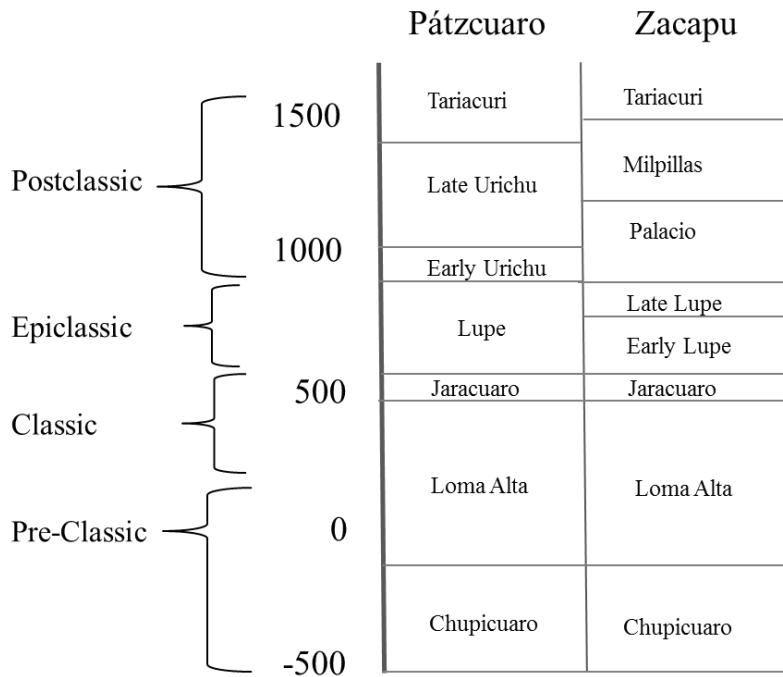 Pátzcuaro Zacapu
Tariacuri Tariacuri
1500
Milpillas
Postclassic
Late Urichu
Palacio
1000
Early Urichu
Late Lupe
Epiclassic
Lupe
Early Lupe
500
Jaracuaro Jaracuaro
Classic
Loma Alta Loma Alta
Pre-Classic
0
Chupicuaro Chupicuaro
-500